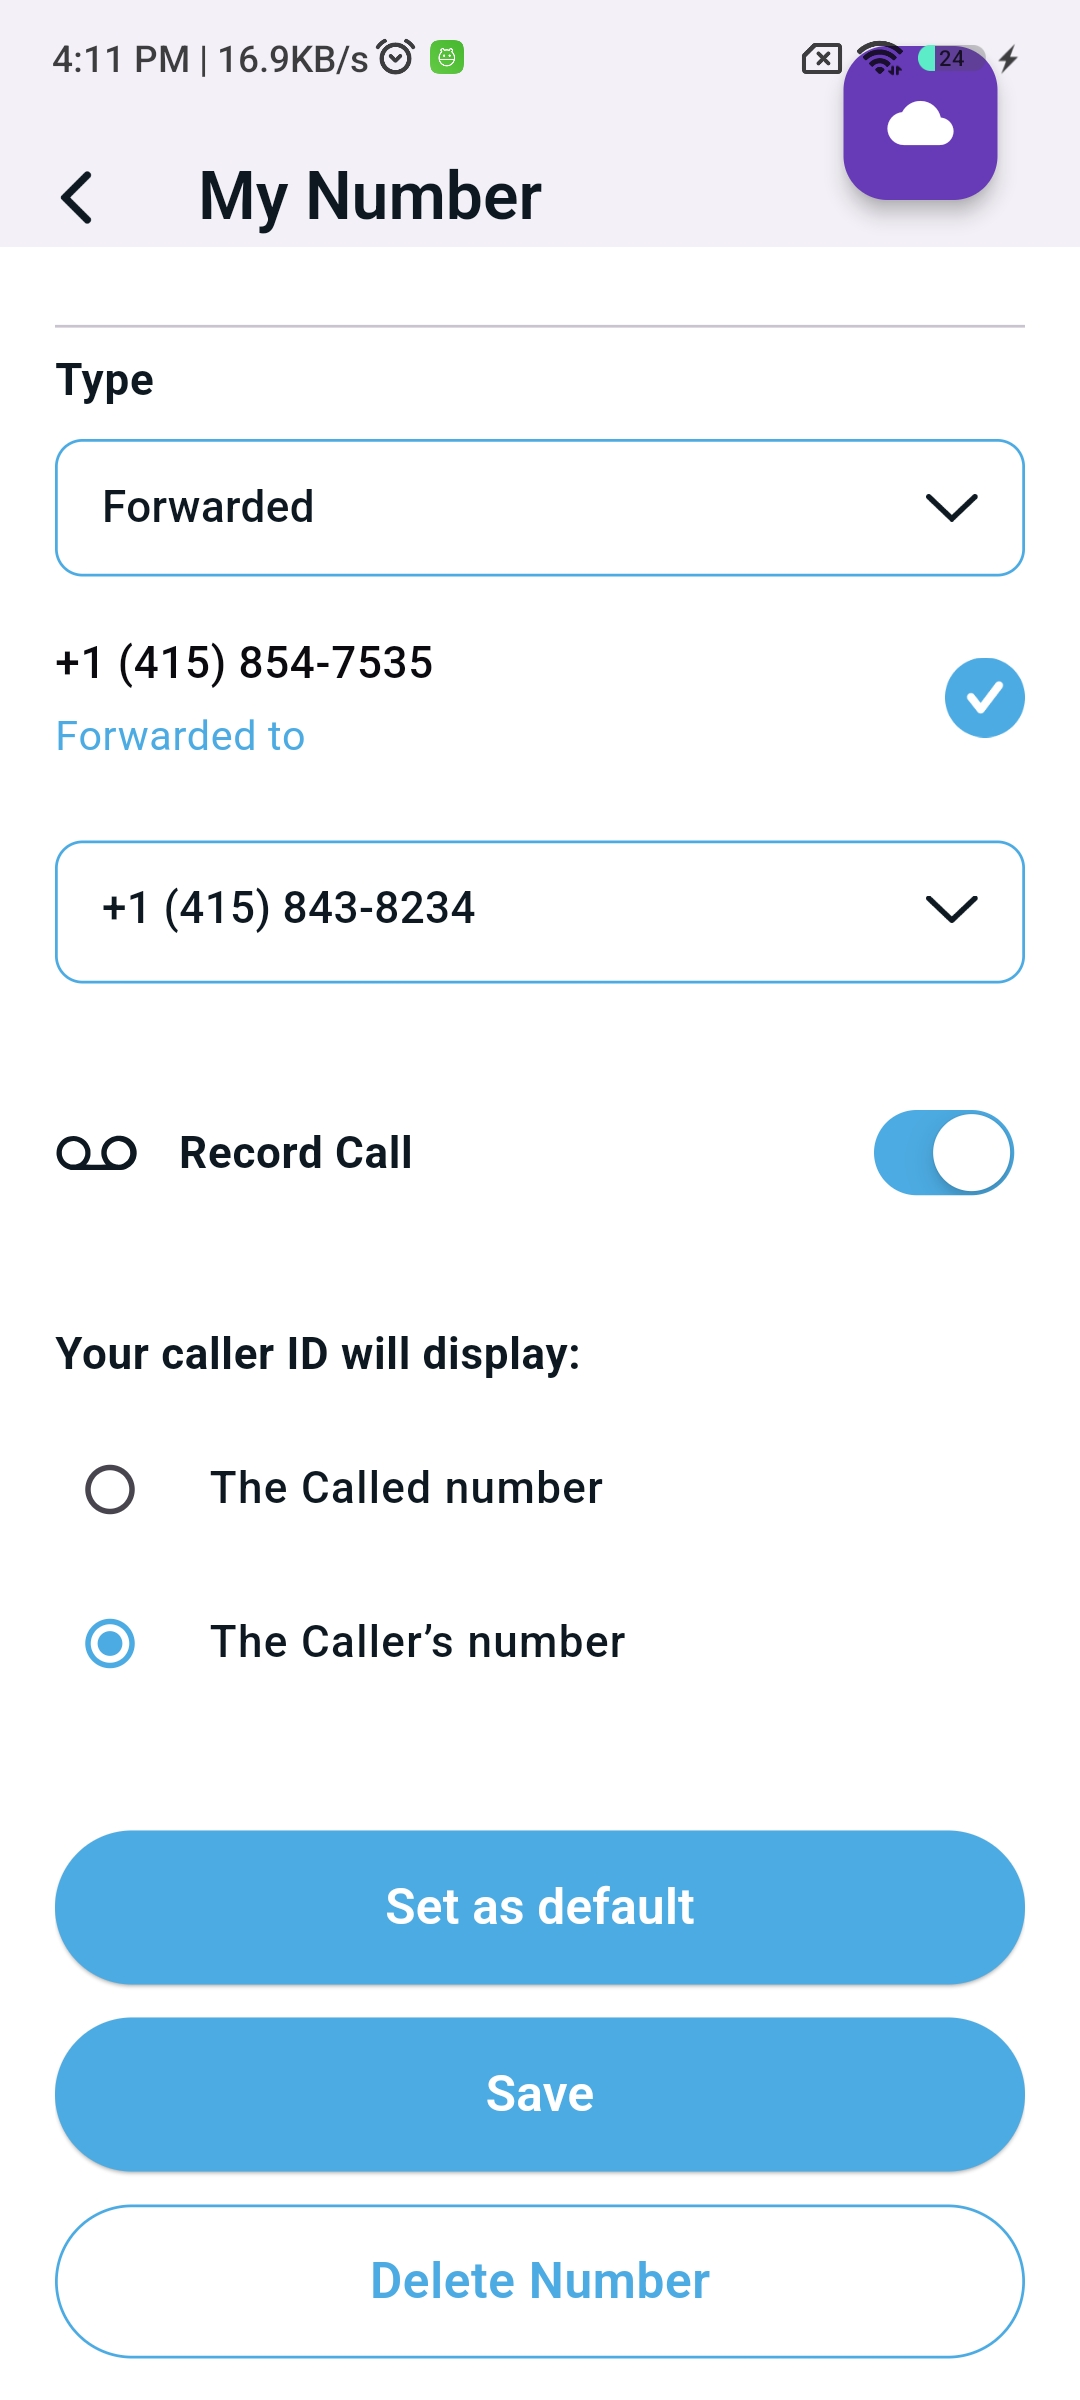 4:11 PM | 16.9KB/s
24
My Number
Type
Forwarded
+1 (415) 854-7535
Forwarded to
+1 (415) 843-8234
Record Call
Your caller ID will display:
The Called number
The Caller’s number
Set as default
Save
Delete Number